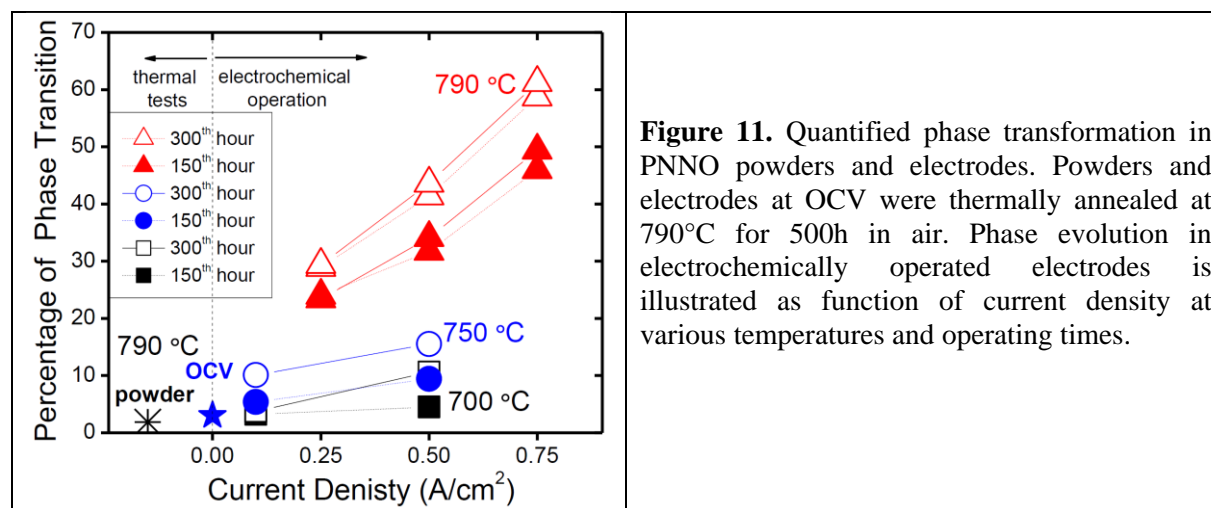 Percentage of Phase Transition
70
60
50
40
30
20
10
0
thermal tests
electrochemical operation
300th hour
150th hour
300th hour
150th hour
300th hour
150th hour
790 °C
790 °C
OCV
powder
750 °C
700 °C
0.00 0.25 0.50 0.75
Current Denisty (A/cm2)
Figure 11. Quantified phase transformation in
PNNO powders and electrodes. Powders and
electrodes at OCV were thermally annealed at
790°C for 500h in air. Phase evolution in
electrochemically operated electrodes is
illustrated as function of current density at
various temperatures and operating times.